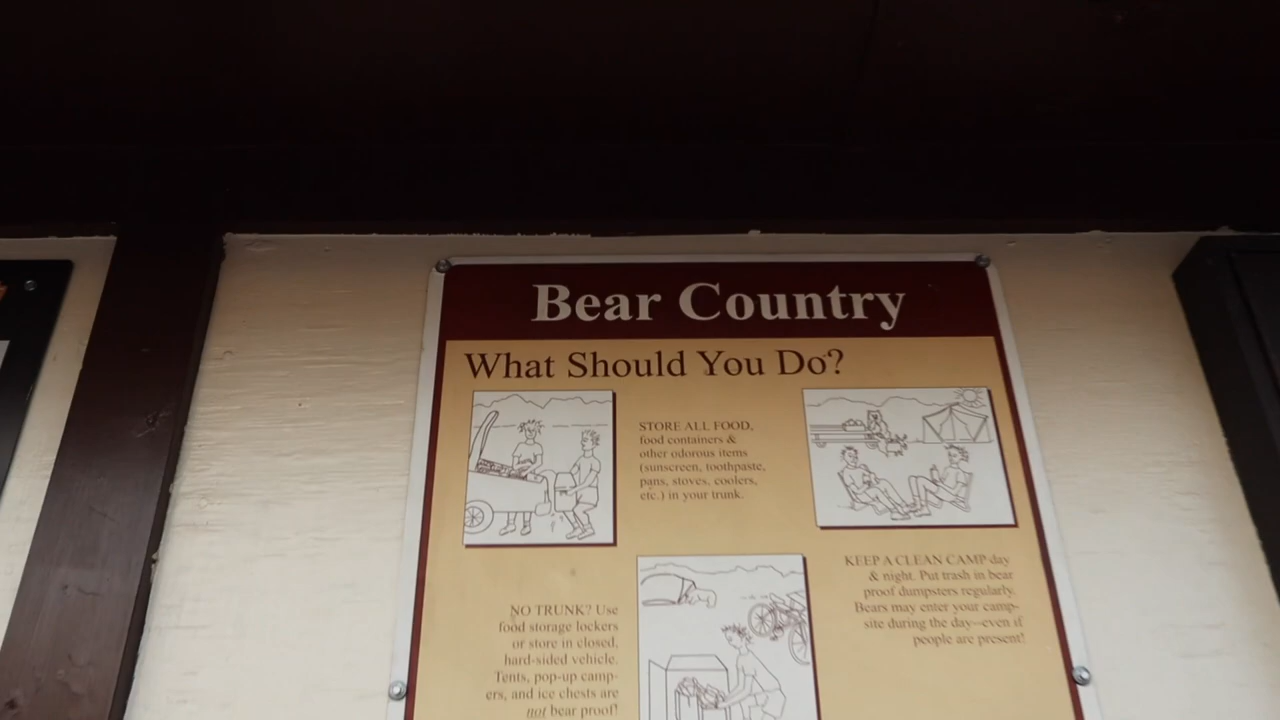 Bear Country
What Should You Do?
STORE ALL FOOD,
food containers &
other odorous items
(sunscreen, toothpaste,
pans, stoves, coolers,
etc.) in your trunk.
KEEP A CLEAN CAMP day
& night. Put trash in bear
proof dumpsters regularly.
Bears may enter your camp-
site during the day—even if
people are present!
NO TRUNK? Use
food storage lockers
or store in closed,
hard-sided vehicle.
Tents, pop-up camp-
ers, and ice chests are
not bear proof!